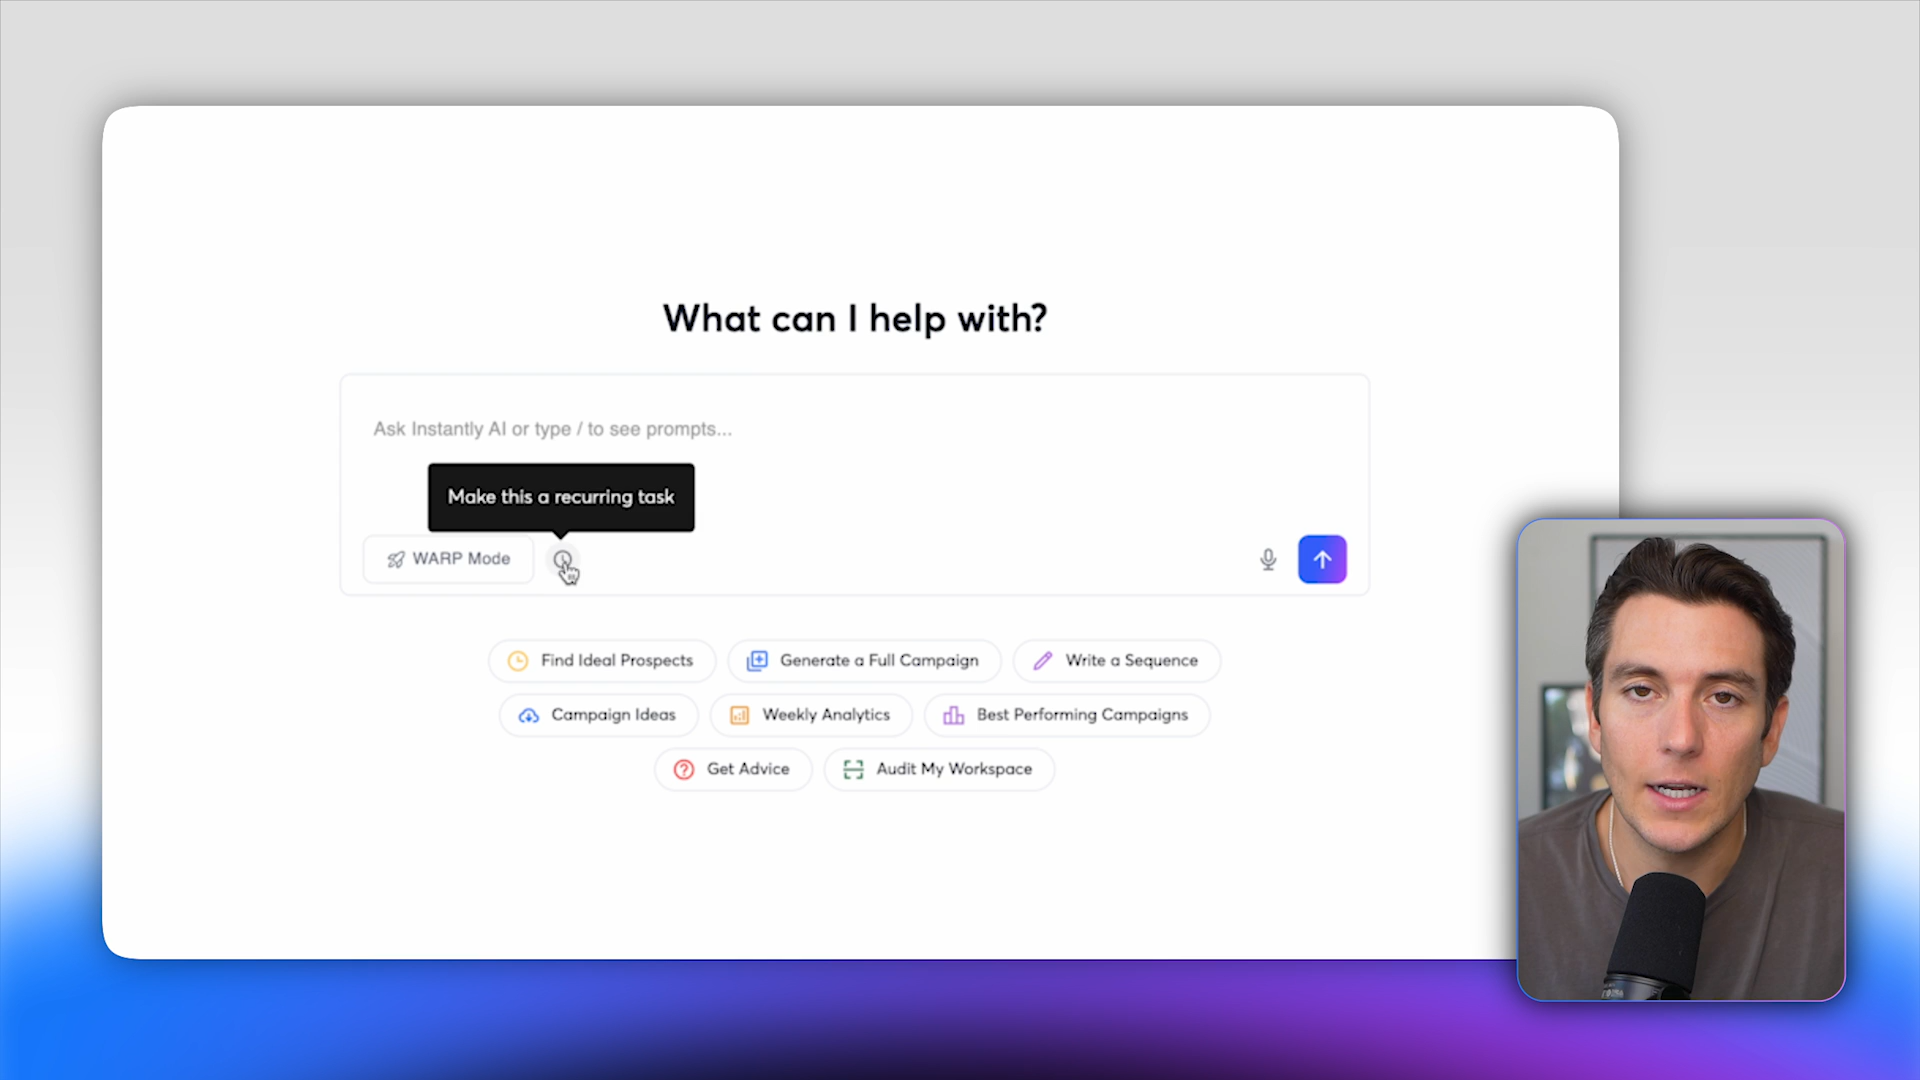 What can I help with?
Ask Instantly AI or type / to see prompts...
Make this a recurring task
WARP Mode
Find Ideal Prospects
Generate a Full Campaign
Write a Sequence
Campaign Ideas
Weekly Analytics
Best Performing Campaigns
Get Advice
Audit My Workspace